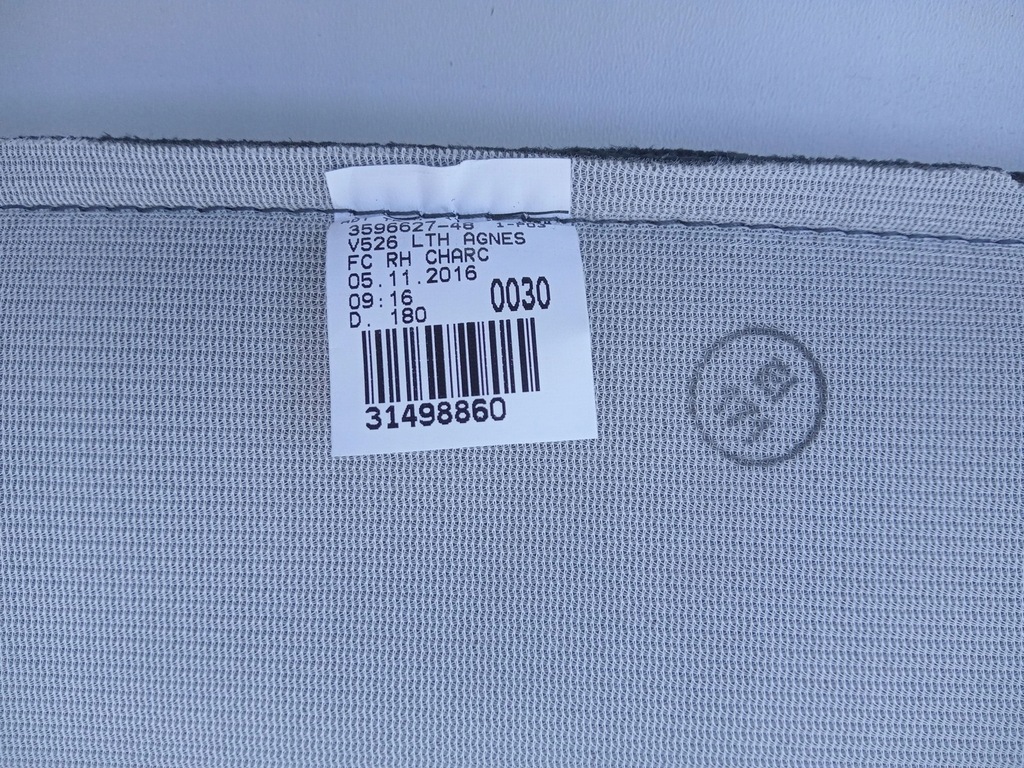 3596627-48
V526 LTH AGNES
FC RH CHARC
05.11.2016
09:16 0030
D. 180
31498860